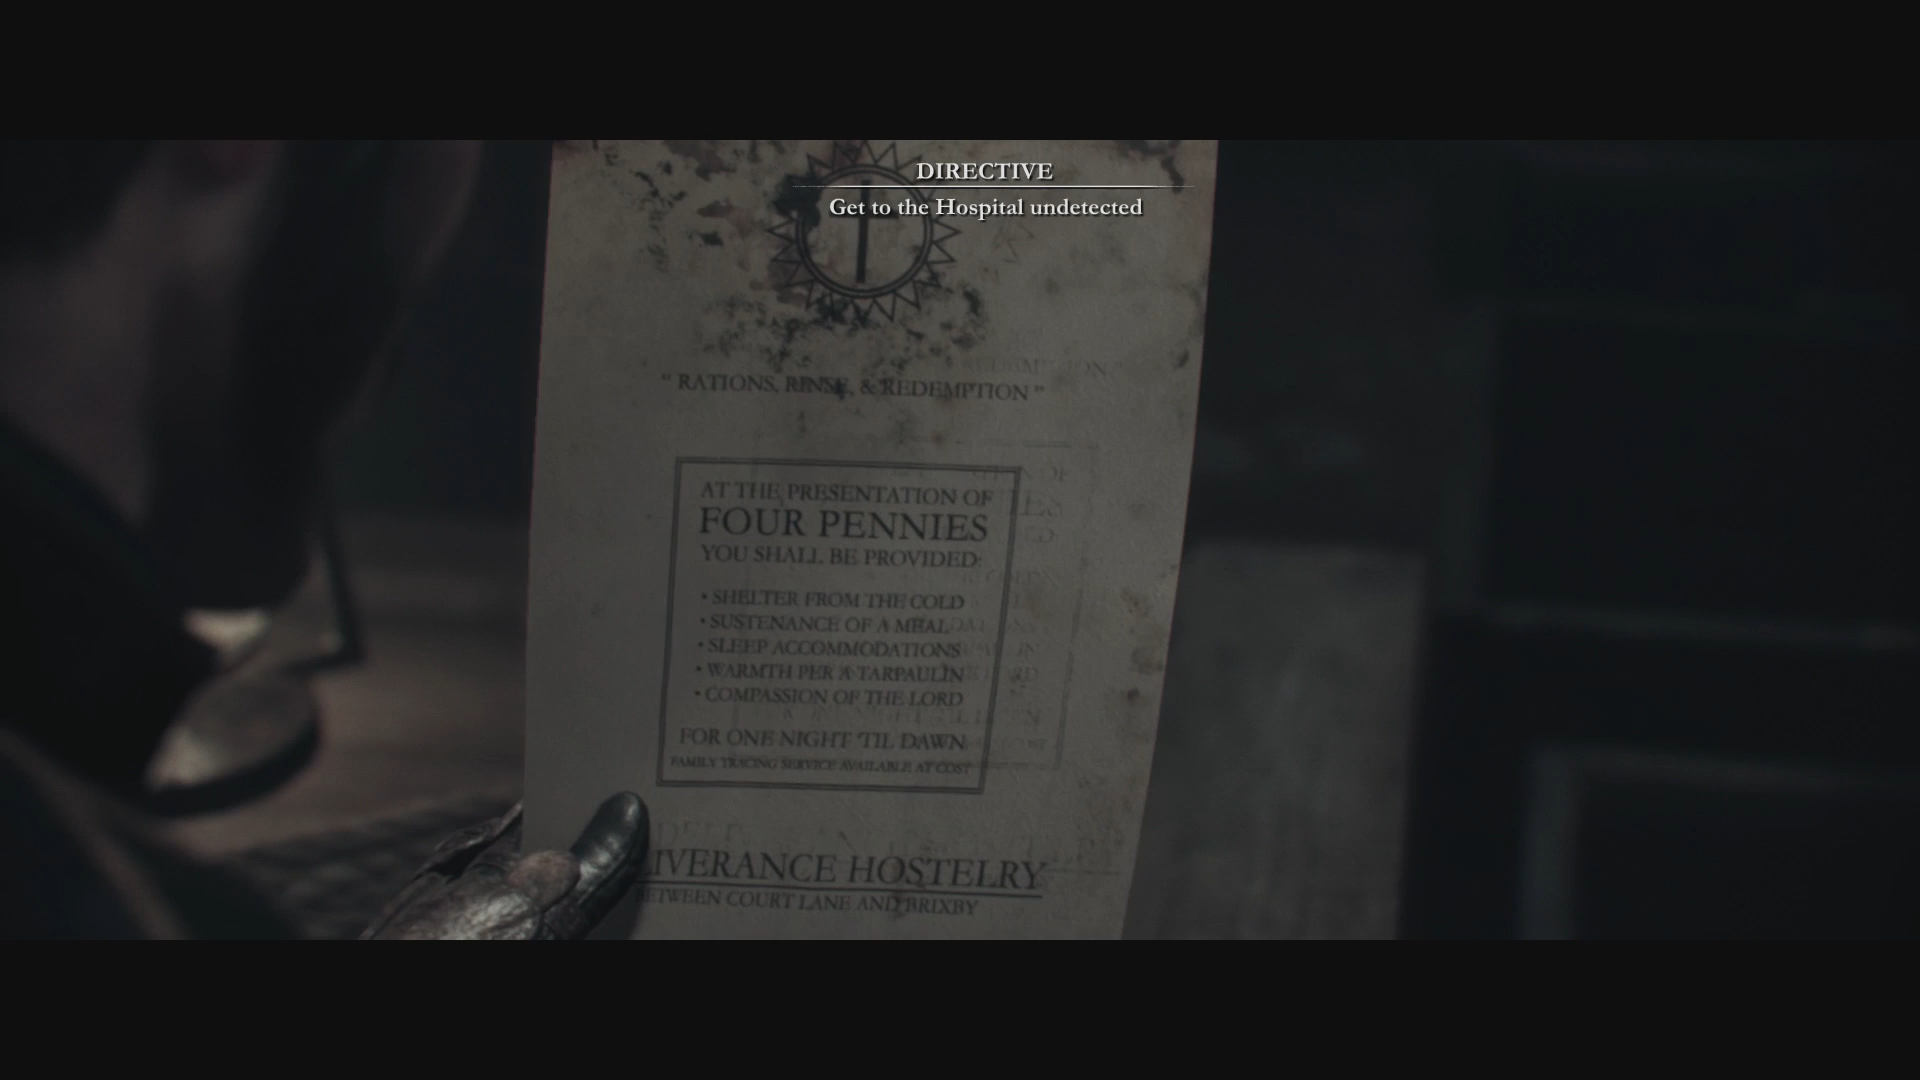 DIRECTIVE
Get to the Hospital undetected
" RATIONS, RINSE, & REDEMPTION "
AT THE PRESENTATION OF
FOUR PENNIES
YOU SHALL BE PROVIDED:
• SHELTER FROM THE COLD
• SUSTENANCE OF A MEAL
• SLEEP ACCOMMODATIONS
• WARMTH PER A TARPAULIN
• COMPASSION OF THE LORD
FOR ONE NIGHT 'TIL DAWN
FAMILY TRACING SERVICE AVAILABLE AT COST
LIVERANCE HOSTELRY
BETWEEN COURT LANE AND BRIXBY